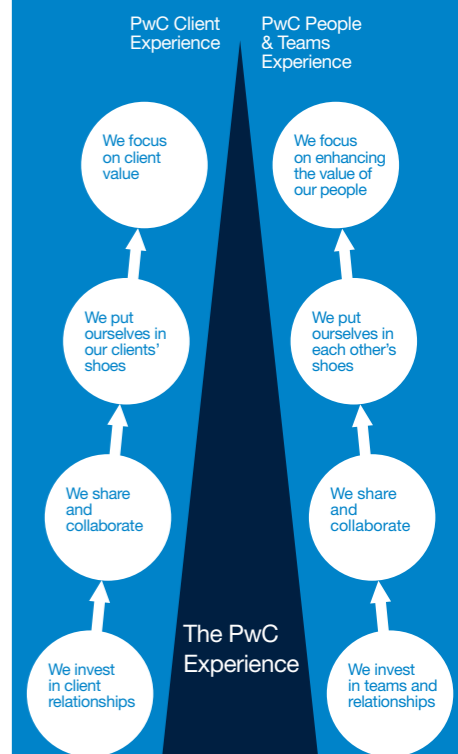 PwC Client
Experience
PwC People
& Teams
Experience
We focus
on client
value
We focus
on enhancing
the value of
our people
We put
ourselves in
our clients’
shoes
We put
ourselves in
each other’s
shoes
We share
and
collaborate
We share
and
collaborate
The PwC
Experience
We invest
in client
relationships
We invest
in teams and
relationships